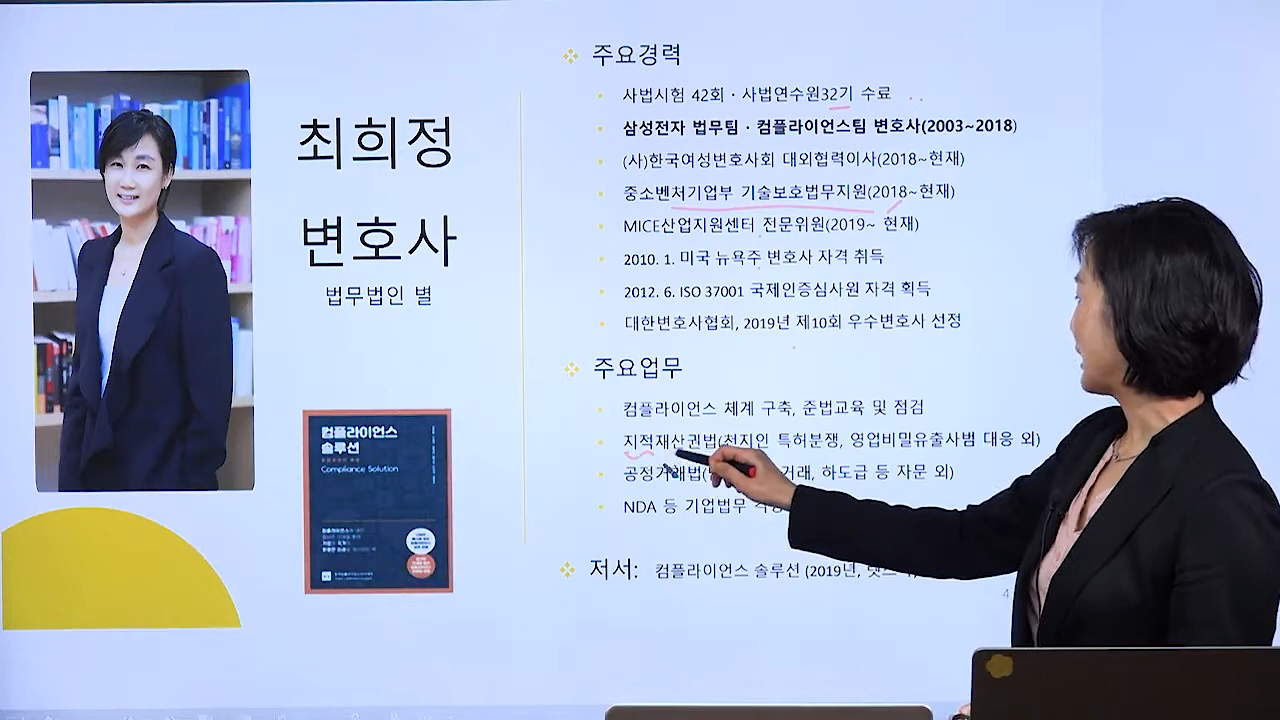 최희정
변호사
법무법인 별
컴플라이언스
솔루션
Compliance Solution
주요경력
사법시험 42회 · 사법연수원32기 수료
삼성전자 법무팀 · 컴플라이언스팀 변호사(2003~2018)
(사)한국여성변호사회 대외협력이사(2018~현재)
중소벤처기업부 기술보호법무지원(2018~현재)
MICE산업지원센터 전문위원(2019~ 현재)
2010. 1. 미국 뉴욕주 변호사 자격 취득
2012. 6. ISO 37001 국제인증심사원 자격 획득
대한변호사협회, 2019년 제10회 우수변호사 선정
주요업무
컴플라이언스 체계 구축, 준법교육 및 점검
지적재산권법(천지인 특허분쟁, 영업비밀유출사범 대응 외)
공정거래법( 하도급 등 자문 외)
NDA 등 기업법무
저서: 컴플라이언스 솔루션 (2019년,
4